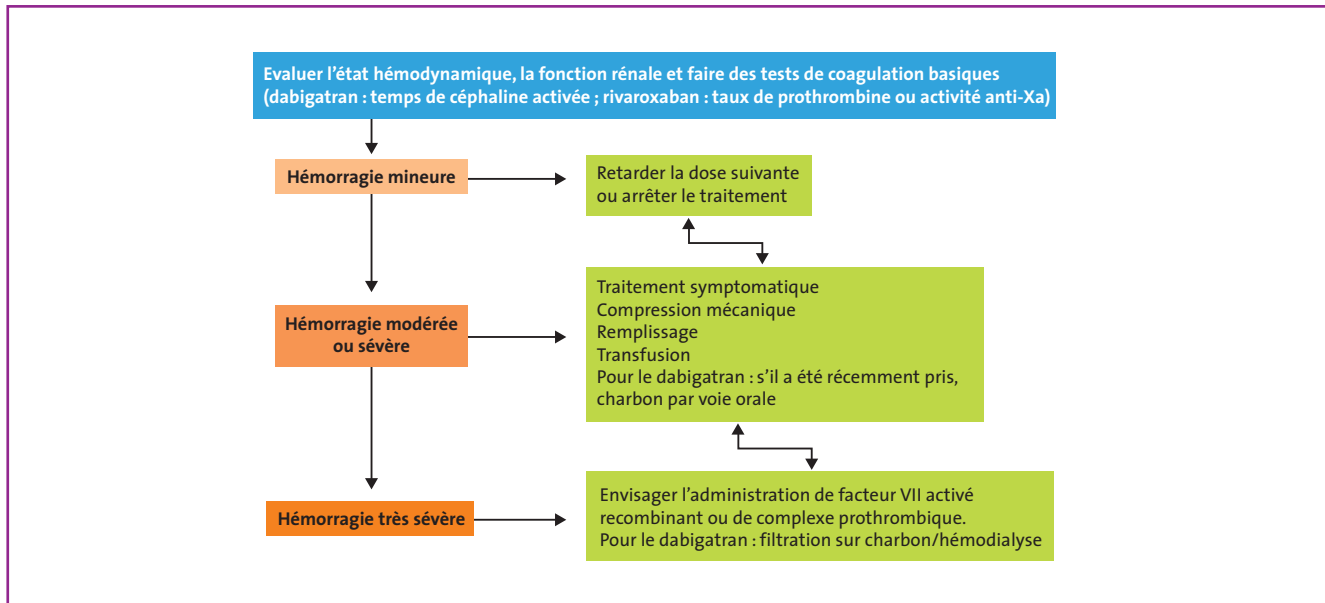 Evaluer l’état hémodynamique, la fonction rénale et faire des tests de coagulation basiques
(dabigatran : temps de céphaline activée ; rivaroxaban : taux de prothrombine ou activité anti-Xa)
Hémorragie mineure
Retarder la dose suivante
ou arrêter le traitement
Hémorragie modérée
ou sévère
Traitement symptomatique
Compression mécanique
Remplissage
Transfusion
Pour le dabigatran : s’il a été récemment pris,
charbon par voie orale
Hémorragie très sévère
Envisager l’administration de facteur VII activé
recombinant ou de complexe prothrombique.
Pour le dabigatran : filtration sur charbon/hémodialyse